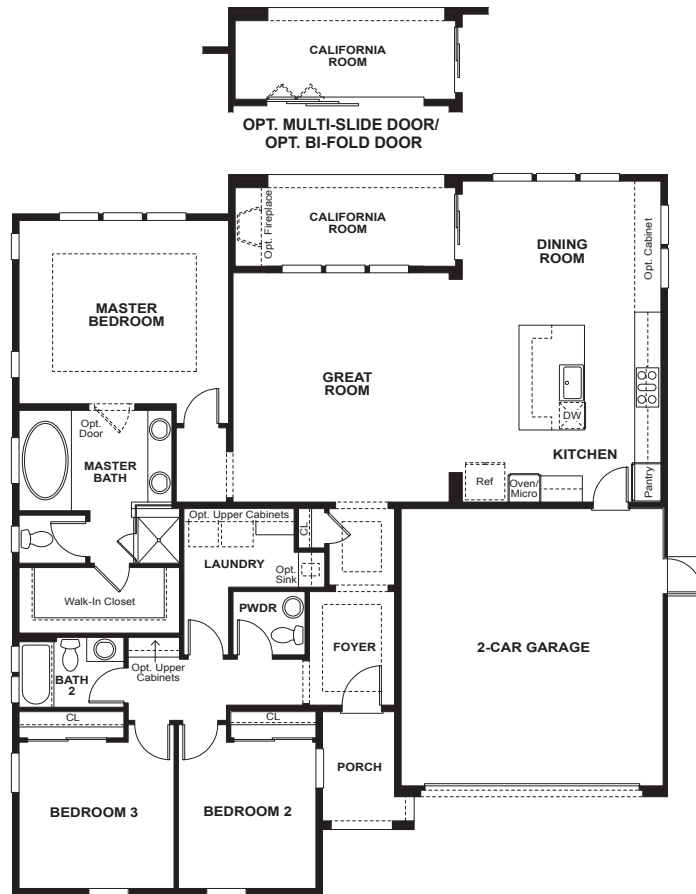 CALIFORNIA
ROOM
OPT. MULTI-SLIDE DOOR/
OPT. BI-FOLD DOOR
Opt. Fireplace
CALIFORNIA
ROOM
DINING
ROOM
Opt. Cabinet
MASTER
BEDROOM
GREAT
ROOM
DW
KITCHEN
Opt.
Door
MASTER
BATH
Ref
Oven/
Micro
Pantry
Opt. Upper Cabinets
CL
LAUNDRY
Opt.
Sink
Walk-In Closet
PWDR
FOYER
2-CAR GARAGE
BATH
2
Opt. Upper
Cabinets
CL
CL
PORCH
BEDROOM 3
BEDROOM 2